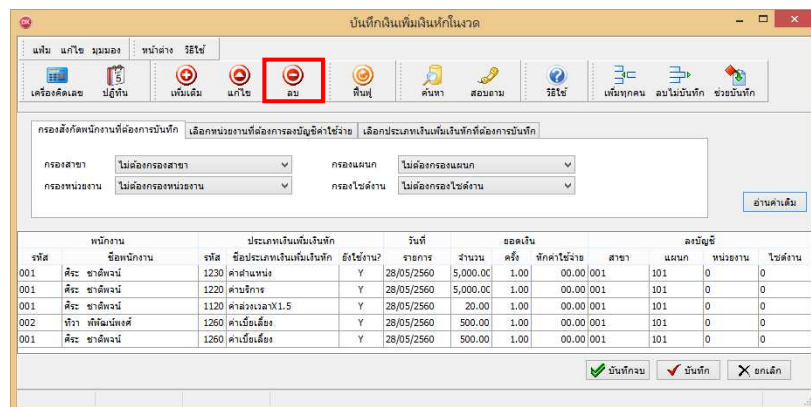 บันทึกเงินเพิ่มเงินหักในงวด
แฟ้ม แก้ไข มุมมอง หน้าต่าง วิธีใช้
เครื่องคิดเลข ปฏิทิน เพิ่มเติม แก้ไข ลบ ฟื้นฟู ค้นหา สอบถาม วิธีใช้ เพิ่มทุกคน ลบไม่บันทึก ช่วยบันทึก
กรองสังกัดพนักงานที่ต้องการบันทึก เลือกหน่วยงานที่ต้องการลงบัญชีค่าใช้จ่าย เลือกประเภทเงินเพิ่มเงินหักที่ต้องการบันทึก
กรองสาขา ไม่ต้องกรองสาขา กรองแผนก ไม่ต้องกรองแผนก
กรองหน่วยงาน ไม่ต้องกรองหน่วยงาน กรองไซด์งาน ไม่ต้องกรองไซด์งาน
อ่านค่าเดิม
พนักงาน ประเภทเงินเพิ่มเงินหัก วันที่ ยอดเงิน ลงบัญชี
รหัส ชื่อพนักงาน รหัส ชื่อประเภทเงินเพิ่มเงินหัก ยังใช้งาน? รายการ จำนวน ครั้ง หักค่าใช้จ่าย สาขา แผนก หน่วยงาน ไซด์งาน
001 ศิระ ชาติพจน์ 1230 ค่าตำแหน่ง Y 28/05/2560 5,000.00 1.00 00.00 001 101 0 0
001 ศิระ ชาติพจน์ 1220 ค่าบริการ Y 28/05/2560 5,000.00 1.00 00.00 001 101 0 0
001 ศิระ ชาติพจน์ 1120 ค่าล่วงเวลาX1.5 Y 28/05/2560 20.00 1.00 00.00 001 101 0 0
002 ทิวา พิพัฒน์พงศ์ 1260 ค่าเบี้ยเลี้ยง Y 28/05/2560 500.00 1.00 00.00 001 101 0 0
001 ศิระ ชาติพจน์ 1260 ค่าเบี้ยเลี้ยง Y 28/05/2560 500.00 1.00 00.00 001 101 0 0
บันทึกจบ บันทึก ยกเลิก